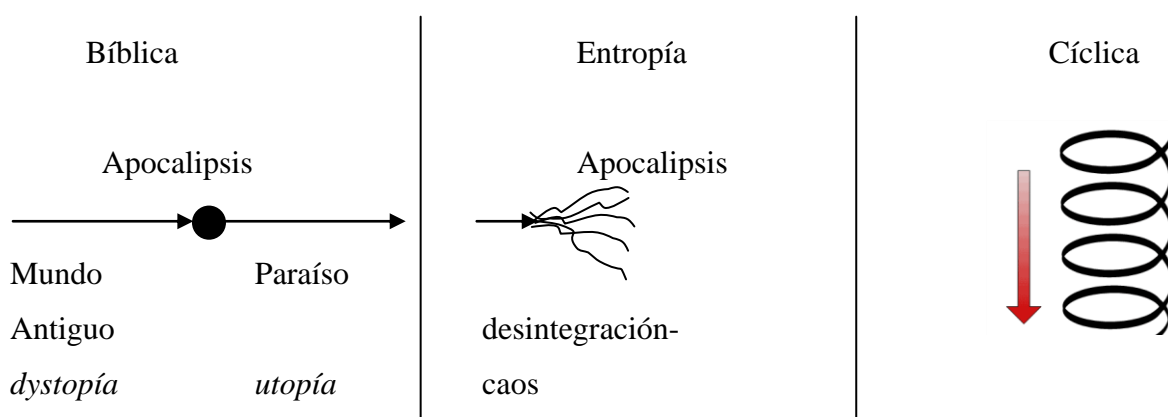 Bíblica
Apocalipsis
Mundo Paraíso
Antiguo
dystopía utopía
Entropía
Apocalipsis
desintegración-
caos
Cíclica